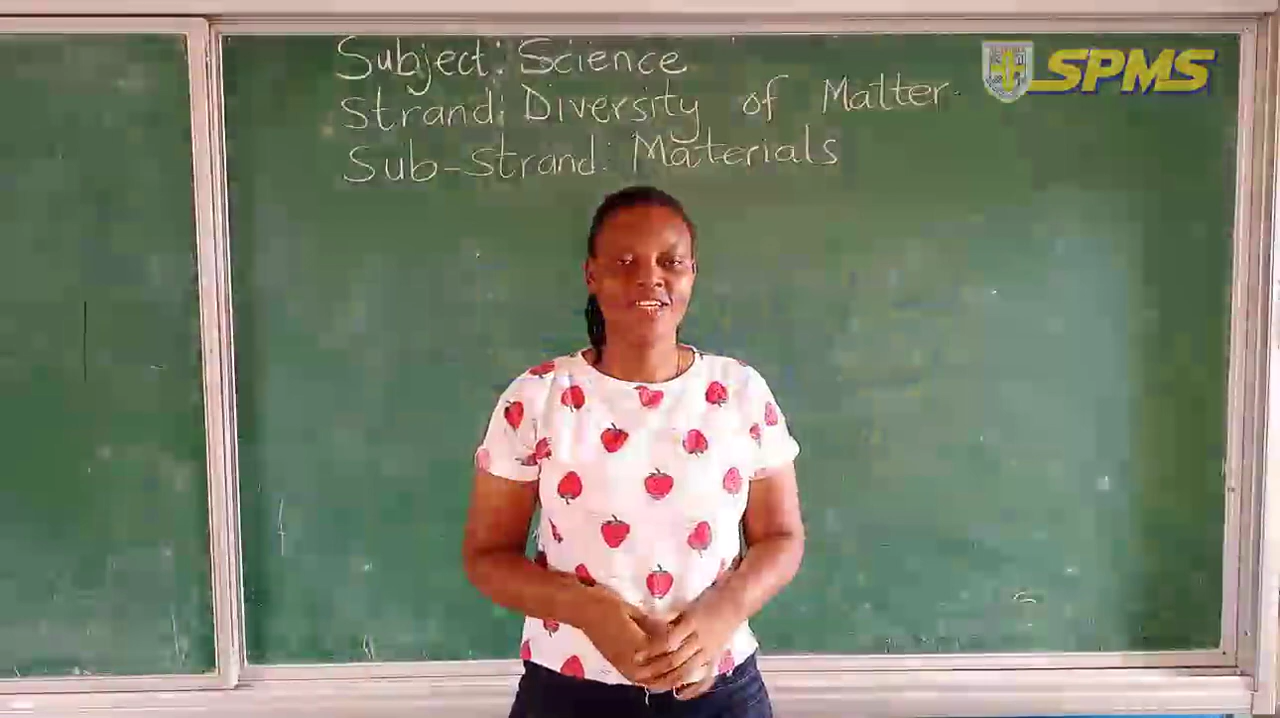 Subject: Science
Strand: Diversity of Matter.
Sub-Strand: Materials
SPMS